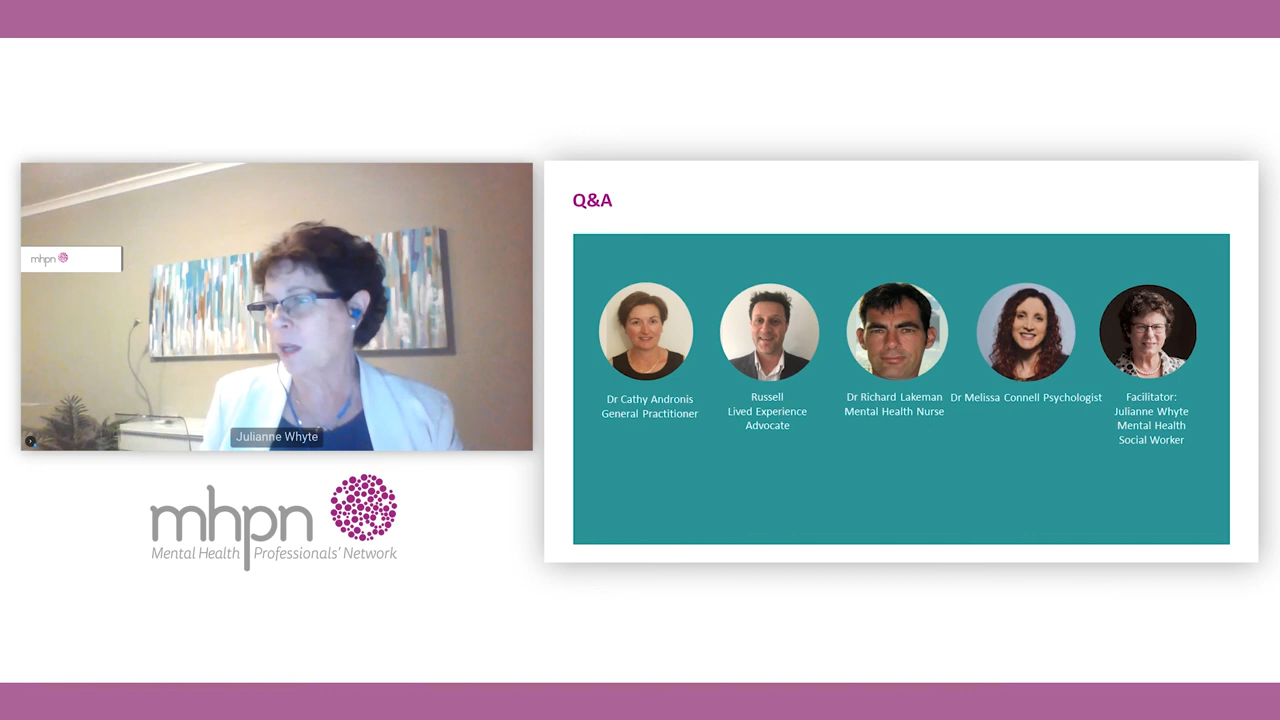 mhpn
Julianne Whyte
mhpn
Mental Health Professionals' Network
Q&A
Dr Cathy Andronis
General Practitioner
Russell
Lived Experience
Advocate
Dr Richard Lakeman
Mental Health Nurse
Dr Melissa Connell Psychologist
Facilitator:
Julianne Whyte
Mental Health
Social Worker